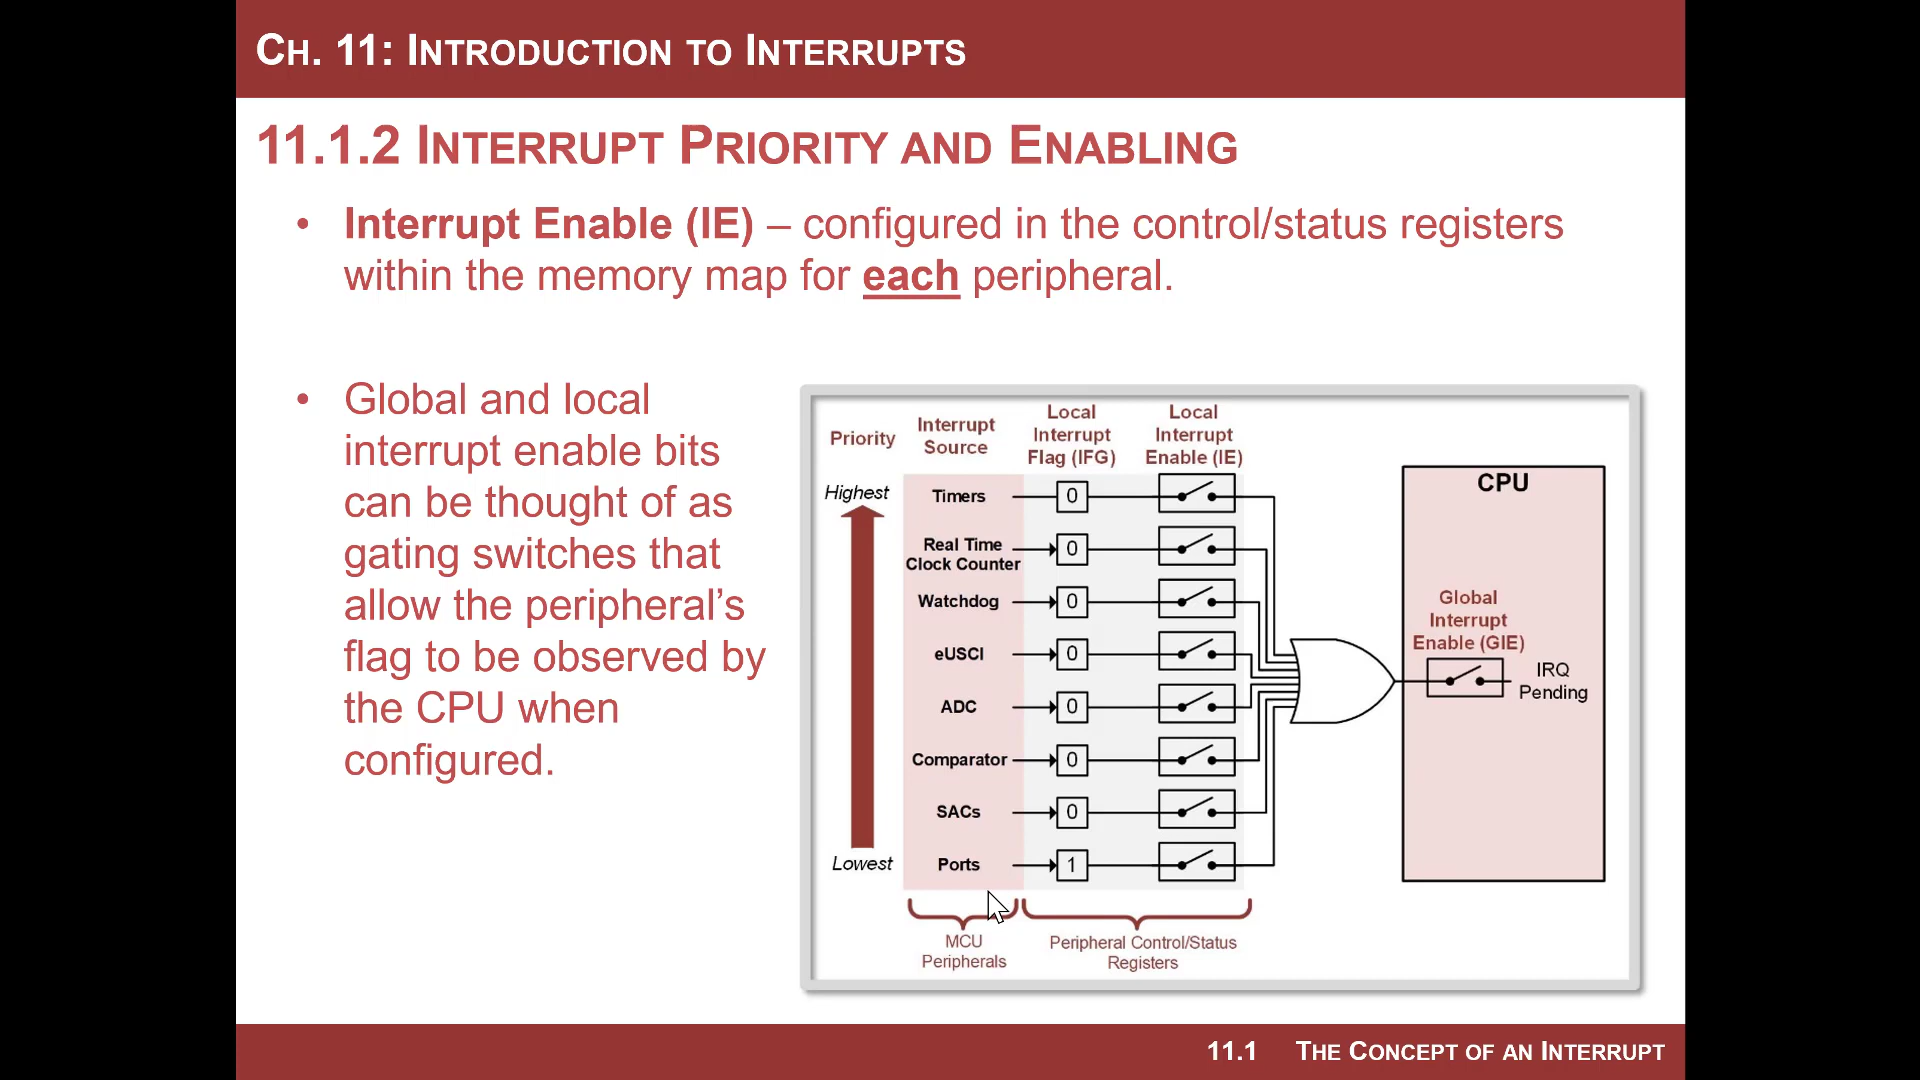 CH. 11: INTRODUCTION TO INTERRUPTS
11.1.2 INTERRUPT PRIORITY AND ENABLING
• Interrupt Enable (IE) – configured in the control/status registers
within the memory map for each peripheral.
• Global and local
interrupt enable bits
can be thought of as
gating switches that
allow the peripheral’s
flag to be observed by
the CPU when
configured.
Priority
Interrupt
Source
Local
Interrupt
Flag (IFG)
Local
Interrupt
Enable (IE)
Highest
Timers 0
Real Time
Clock Counter 0
Watchdog 0
eUSCI 0
ADC 0
Comparator 0
SACs 0
Lowest
Ports 1
MCU
Peripherals
Peripheral Control/Status
Registers
CPU
Global
Interrupt
Enable (GIE)
IRQ
Pending
11.1 THE CONCEPT OF AN INTERRUPT